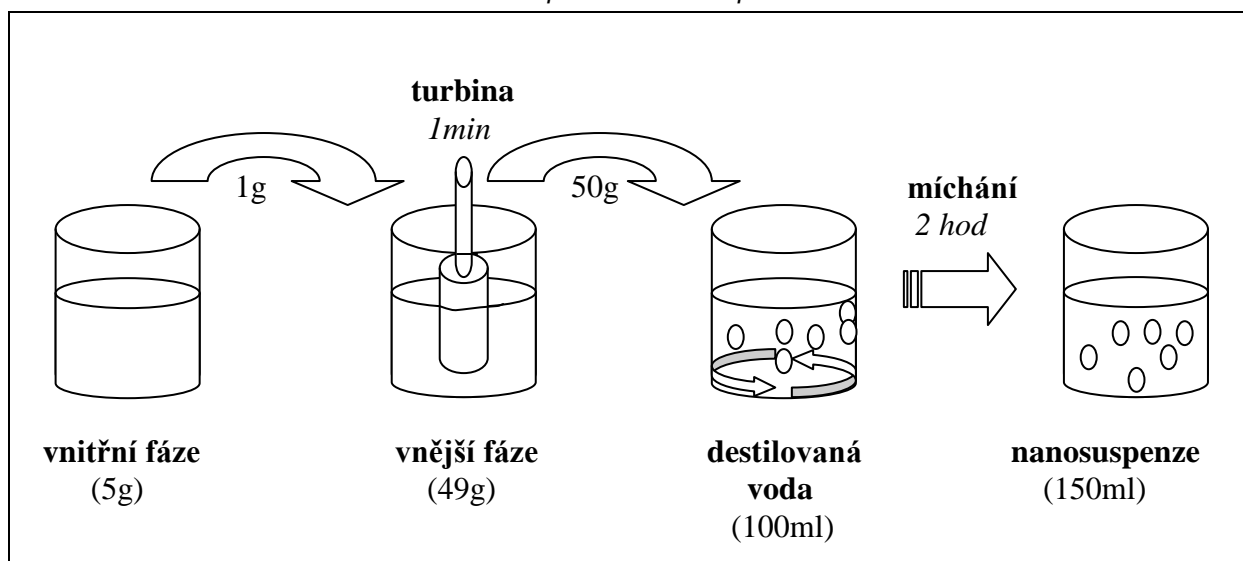 turbina
1min
1g
50g
míchání
2 hod
vnitřní fáze
(5g)
vnější fáze
(49g)
destilovaná
voda
(100ml)
nanosuspenze
(150ml)